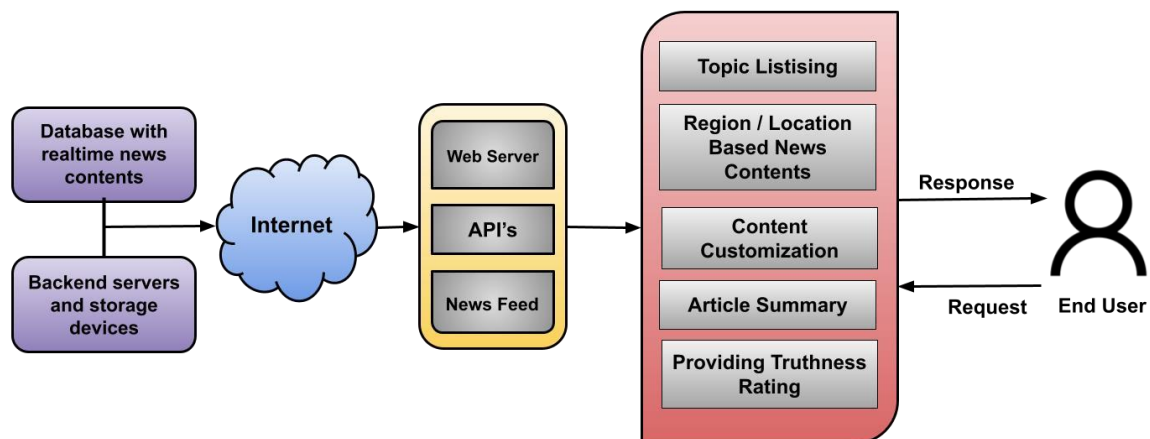 Database with
realtime news
contents
Backend servers
and storage
devices
Internet
Web Server
API's
News Feed
Topic Listising
Region / Location
Based News
Contents
Content
Customization
Article Summary
Providing Truthness
Rating
Response
Request
End User